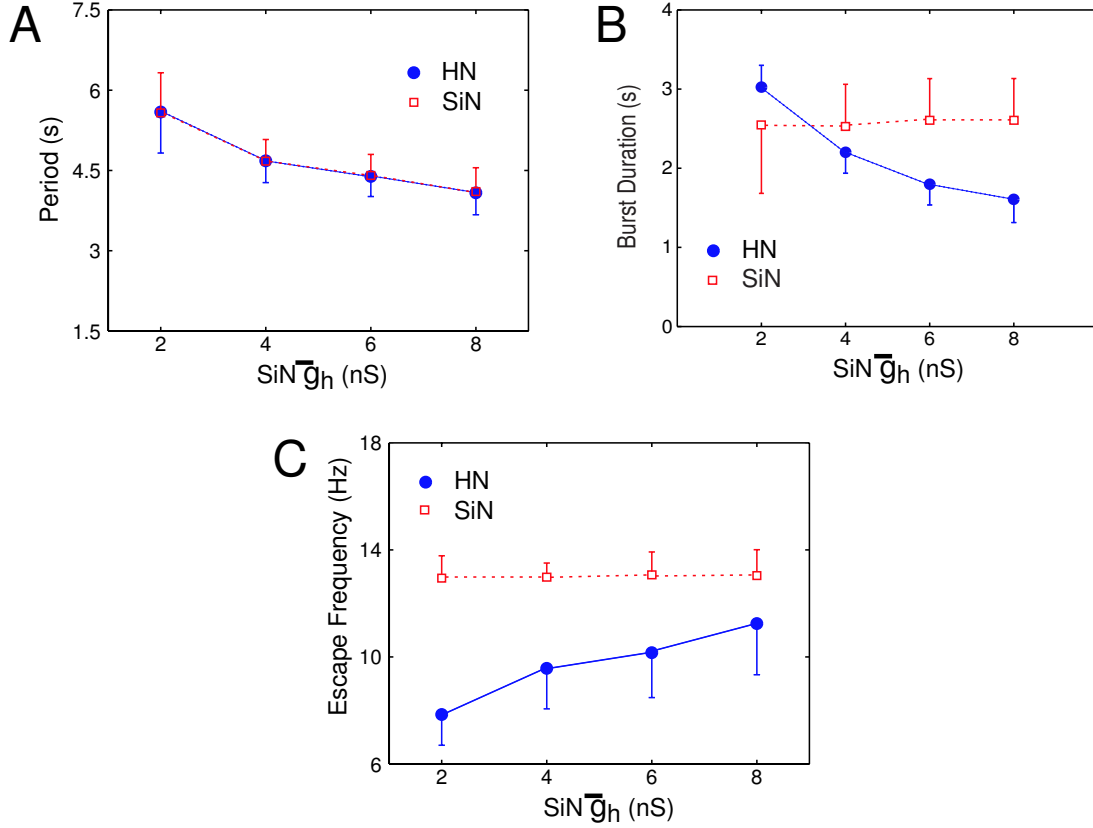 A
7.5
6
4.5
3
1.5
Period (s)
HN
SiN
2 4 6 8
SiN g̅h (nS)
B
4
3
2
1
0
Burst Duration (s)
HN
SiN
2 4 6 8
SiN g̅h (nS)
C
18
14
10
6
Escape Frequency (Hz)
HN
SiN
2 4 6 8
SiN g̅h (nS)